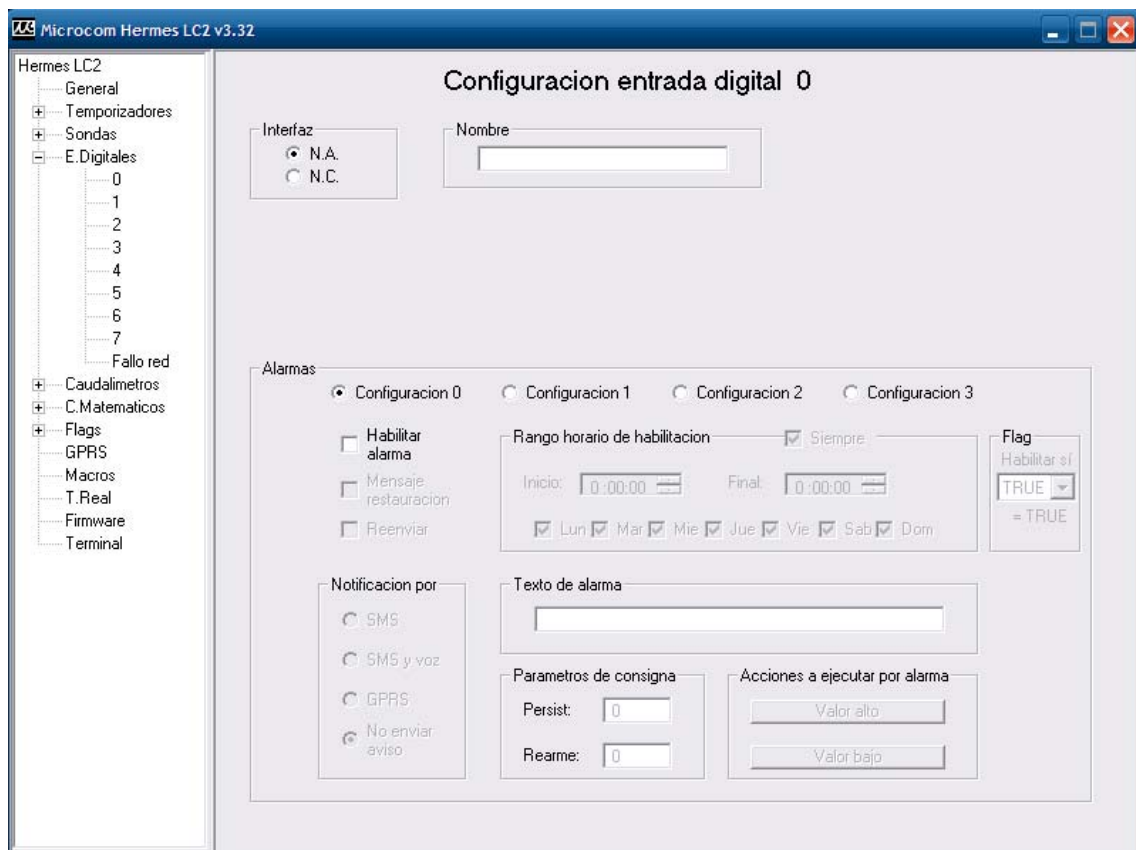 Microcom Hermes LC2 v3.32
Hermes LC2
General
Temporizadores
Sondas
E.Digitales
0
1
2
3
4
5
6
7
Fallo red
Caudalimetros
C.Matematicos
Flags
GPRS
Macros
T.Real
Firmware
Terminal
Configuracion entrada digital 0
Interfaz
N.A.
N.C.
Nombre
Alarmas
Configuracion 0 Configuracion 1 Configuracion 2 Configuracion 3
Habilitar
alarma
Mensaje
restauracion
Reenviar
Rango horario de habilitacion Siempre
Inicio: 0:00:00 Final: 0:00:00
Lun Mar Mie Jue Vie Sab Dom
Flag
Habilitar sí
TRUE
= TRUE
Notificacion por
SMS
SMS y voz
GPRS
No enviar
aviso
Texto de alarma
Parametros de consigna
Persist: 0
Rearme: 0
Acciones a ejecutar por alarma
Valor alto
Valor bajo